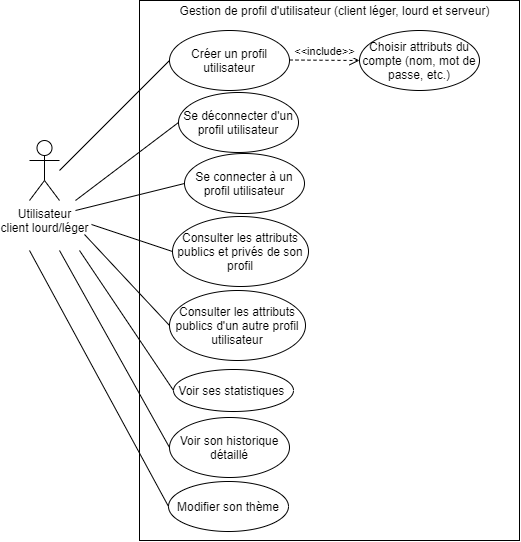 Gestion de profil d'utilisateur (client léger, lourd et serveur)
Créer un profil
utilisateur
<<include>>
Choisir attributs du
compte (nom, mot de
passe, etc.)
Se déconnecter d'un
profil utilisateur
Se connecter à un
profil utilisateur
Utilisateur
client lourd/léger
Consulter les attributs
publics et privés de son
profil
Consulter les attributs
publics d'un autre profil
utilisateur
Voir ses statistiques
Voir son historique
détaillé
Modifier son thème